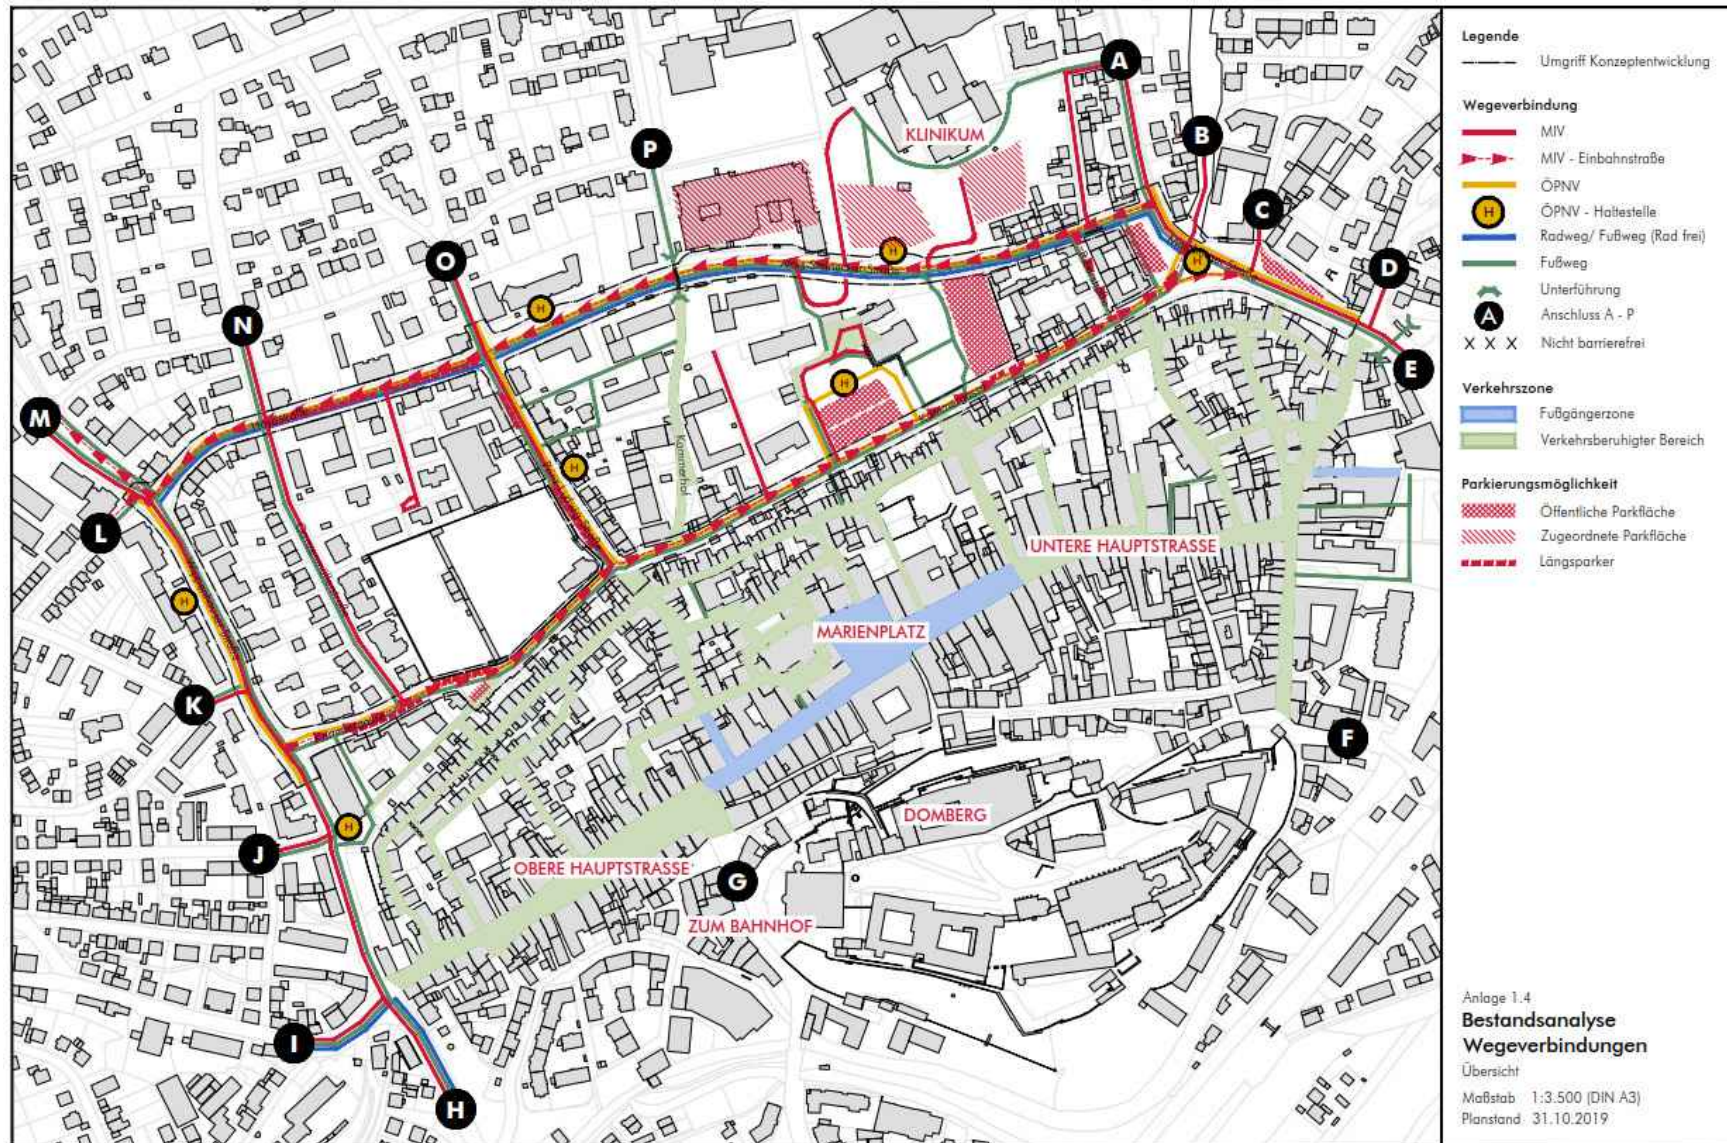 A
B
C
D
E
F
G
H
I
J
K
L
M
N
O
P
KLINIKUM
H
H
H
H
H
H
H
Kammerhof
UNTERE HAUPTSTRASSE
MARIENPLATZ
DOMBERG
OBERE HAUPTSTRASSE
ZUM BAHNHOF
Legende
Umgriff Konzeptentwicklung
Wegeverbindung
MIV
MIV - Einbahnstraße
ÖPNV
H ÖPNV - Haltestelle
Radweg/ Fußweg (Rad frei)
Fußweg
Unterführung
A Anschluss A - P
X X X Nicht barrierefrei
Verkehrszone
Fußgängerzone
Verkehrsberuhigter Bereich
Parkierungsmöglichkeit
Öffentliche Parkfläche
Zugeordnete Parkfläche
Längsparker
Anlage 1.4
Bestandsanalyse
Wegeverbindungen
Übersicht
Maßstab 1:3.500 (DIN A3)
Planstand 31.10.2019